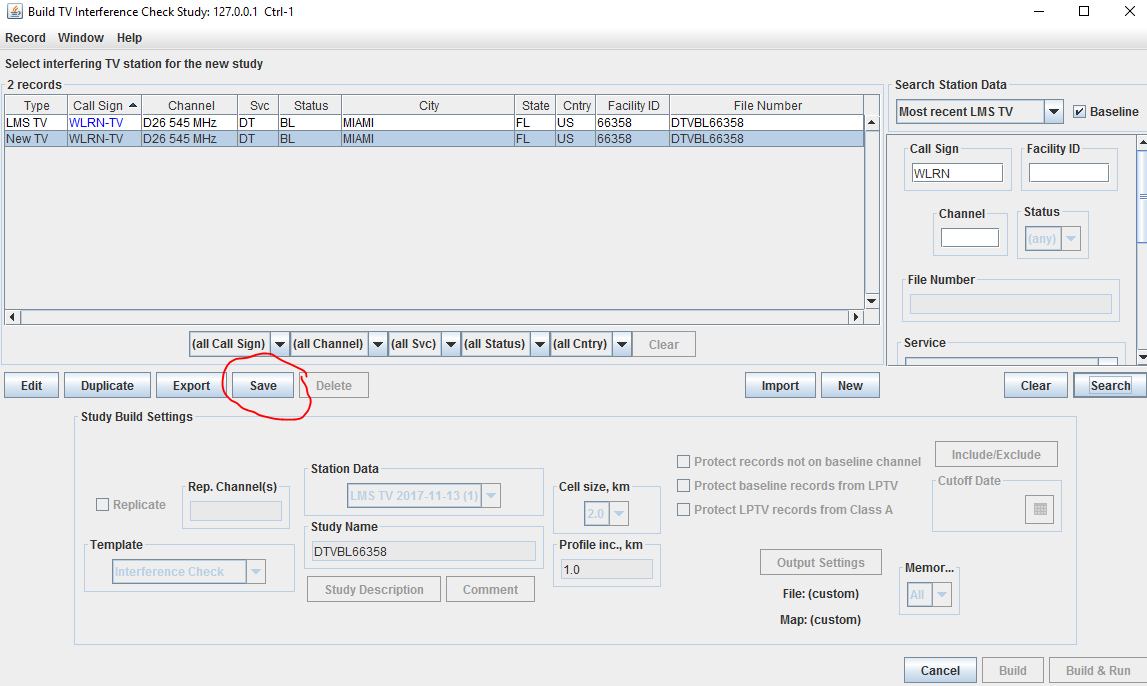 Build TV Interference Check Study: 127.0.0.1 Ctrl-1
Record Window Help
Select interfering TV station for the new study
2 records
Type Call Sign Channel Svc Status City State Cntry Facility ID File Number
LMS TV WLRN-TV D26 545 MHz DT BL MIAMI FL US 66358 DTVBL66358
New TV WLRN-TV D26 545 MHz DT BL MIAMI FL US 66358 DTVBL66358
(all Call Sign) (all Channel) (all Svc) (all Status) (all Cntry) Clear
Search Station Data
Most recent LMS TV Baseline
Call Sign Facility ID
WLRN
Channel Status
(any)
File Number
Service
Edit Duplicate Export Save Delete Import New Clear Search
Study Build Settings
Replicate
Rep. Channel(s)
Template
Interference Check
Station Data
LMS TV 2017-11-13 (1)
Study Name
DTVBL66358
Study Description Comment
Cell size, km
2.0
Profile inc., km
1.0
Protect records not on baseline channel
Protect baseline records from LPTV
Protect LPTV records from Class A
Include/Exclude
Cutoff Date
Output Settings
File: (custom)
Map: (custom)
Memor...
All
Cancel Build Build & Run